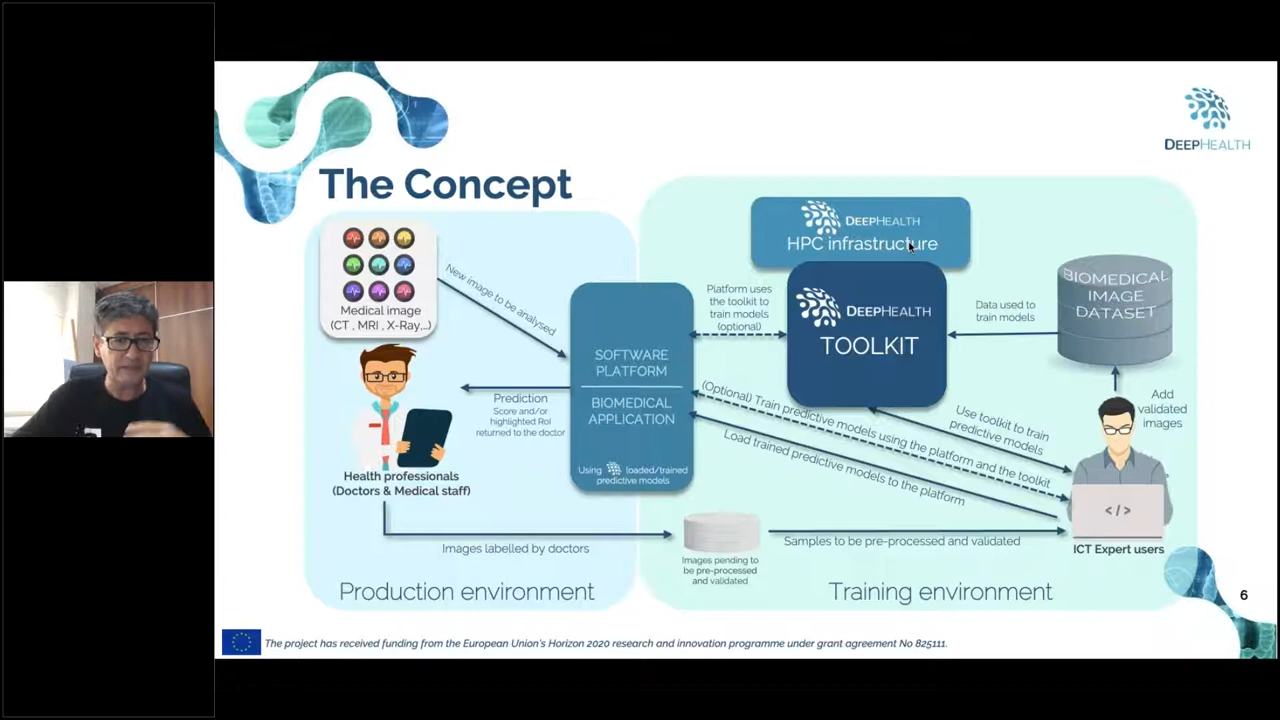 DEEPHEALTH
The Concept
DEEPHEALTH
HPC infrastructure
Medical image
(CT , MRI , X-Ray,...)
New image to be analysed
SOFTWARE
PLATFORM
BIOMEDICAL
APPLICATION
Using loaded/trained
predictive models
Platform uses
the toolkit to
train models
(optional)
DEEPHEALTH
TOOLKIT
Data used to
train models
BIOMEDICAL
IMAGE
DATASET
Prediction
Score and/or
highlighted RoI
returned to the doctor
Health professionals
(Doctors & Medical staff)
(Optional) Train predictive models using the platform and the toolkit
Load trained predictive models to the platform
Use toolkit to train
predictive models
Add
validated
images
</>
ICT Expert users
Images labelled by doctors
Images pending to
be pre-processed
and validated
Samples to be pre-processed and validated
Production environment
Training environment
6
The project has received funding from the European Union's Horizon 2020 research and innovation programme under grant agreement No 825111.